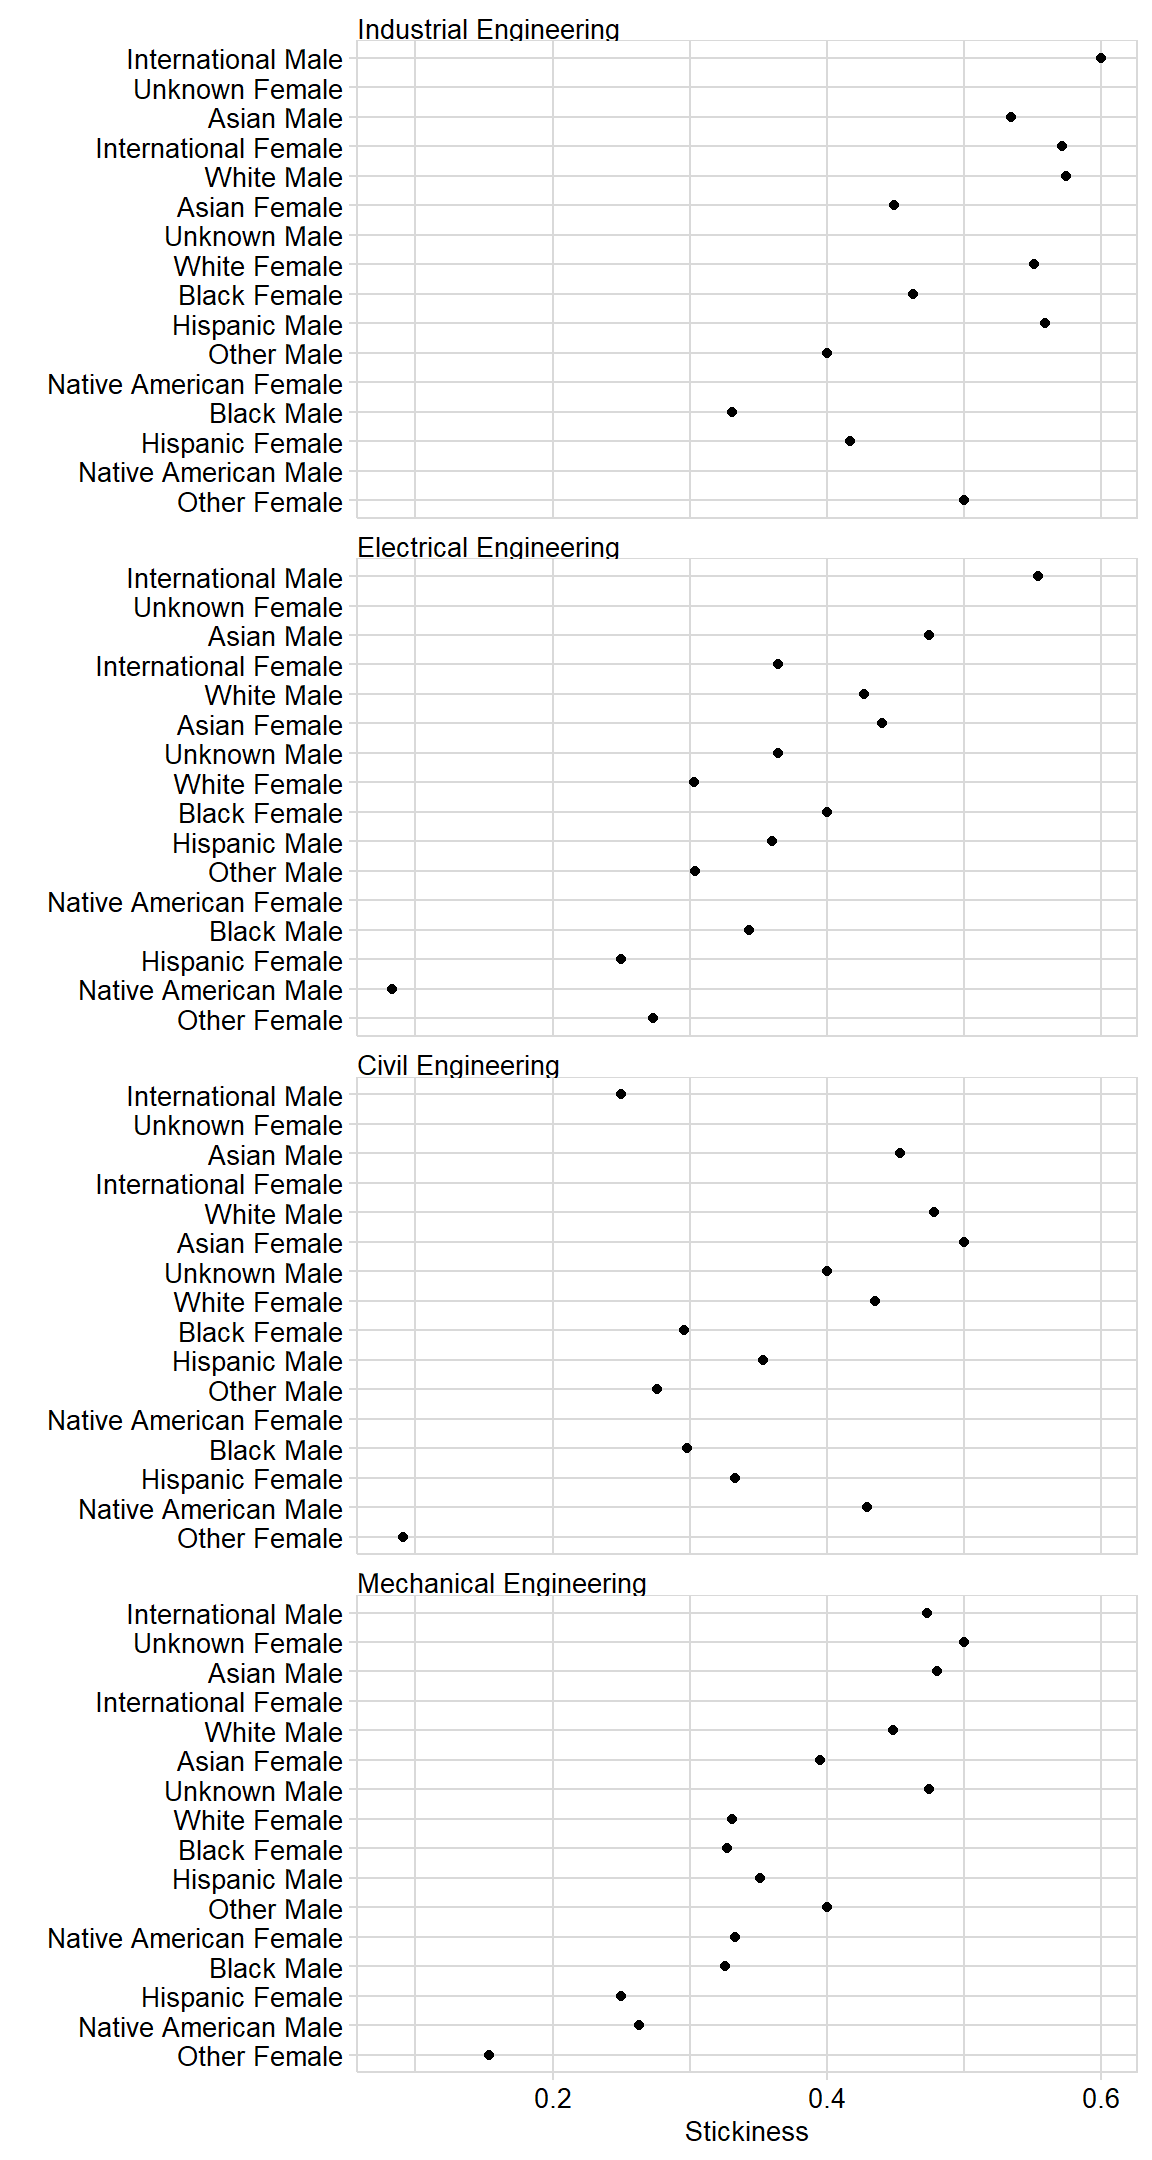 Industrial Engineering
International Male
Unknown Female
Asian Male
International Female
White Male
Asian Female
Unknown Male
White Female
Black Female
Hispanic Male
Other Male
Native American Female
Black Male
Hispanic Female
Native American Male
Other Female
Electrical Engineering
International Male
Unknown Female
Asian Male
International Female
White Male
Asian Female
Unknown Male
White Female
Black Female
Hispanic Male
Other Male
Native American Female
Black Male
Hispanic Female
Native American Male
Other Female
Civil Engineering
International Male
Unknown Female
Asian Male
International Female
White Male
Asian Female
Unknown Male
White Female
Black Female
Hispanic Male
Other Male
Native American Female
Black Male
Hispanic Female
Native American Male
Other Female
Mechanical Engineering
International Male
Unknown Female
Asian Male
International Female
White Male
Asian Female
Unknown Male
White Female
Black Female
Hispanic Male
Other Male
Native American Female
Black Male
Hispanic Female
Native American Male
Other Female
0.2 0.4 0.6
Stickiness